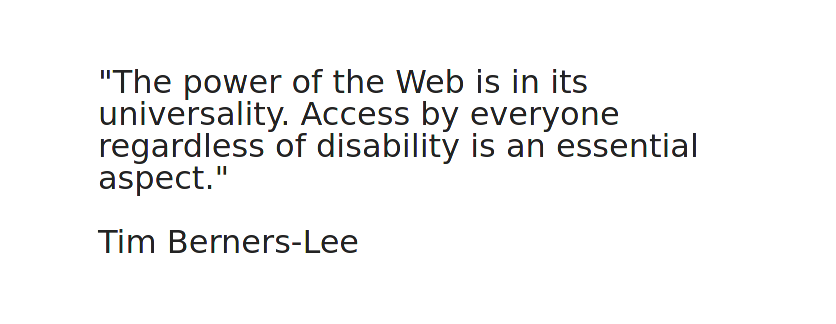 "The power of the Web is in its
universality. Access by everyone
regardless of disability is an essential
aspect."
Tim Berners-Lee